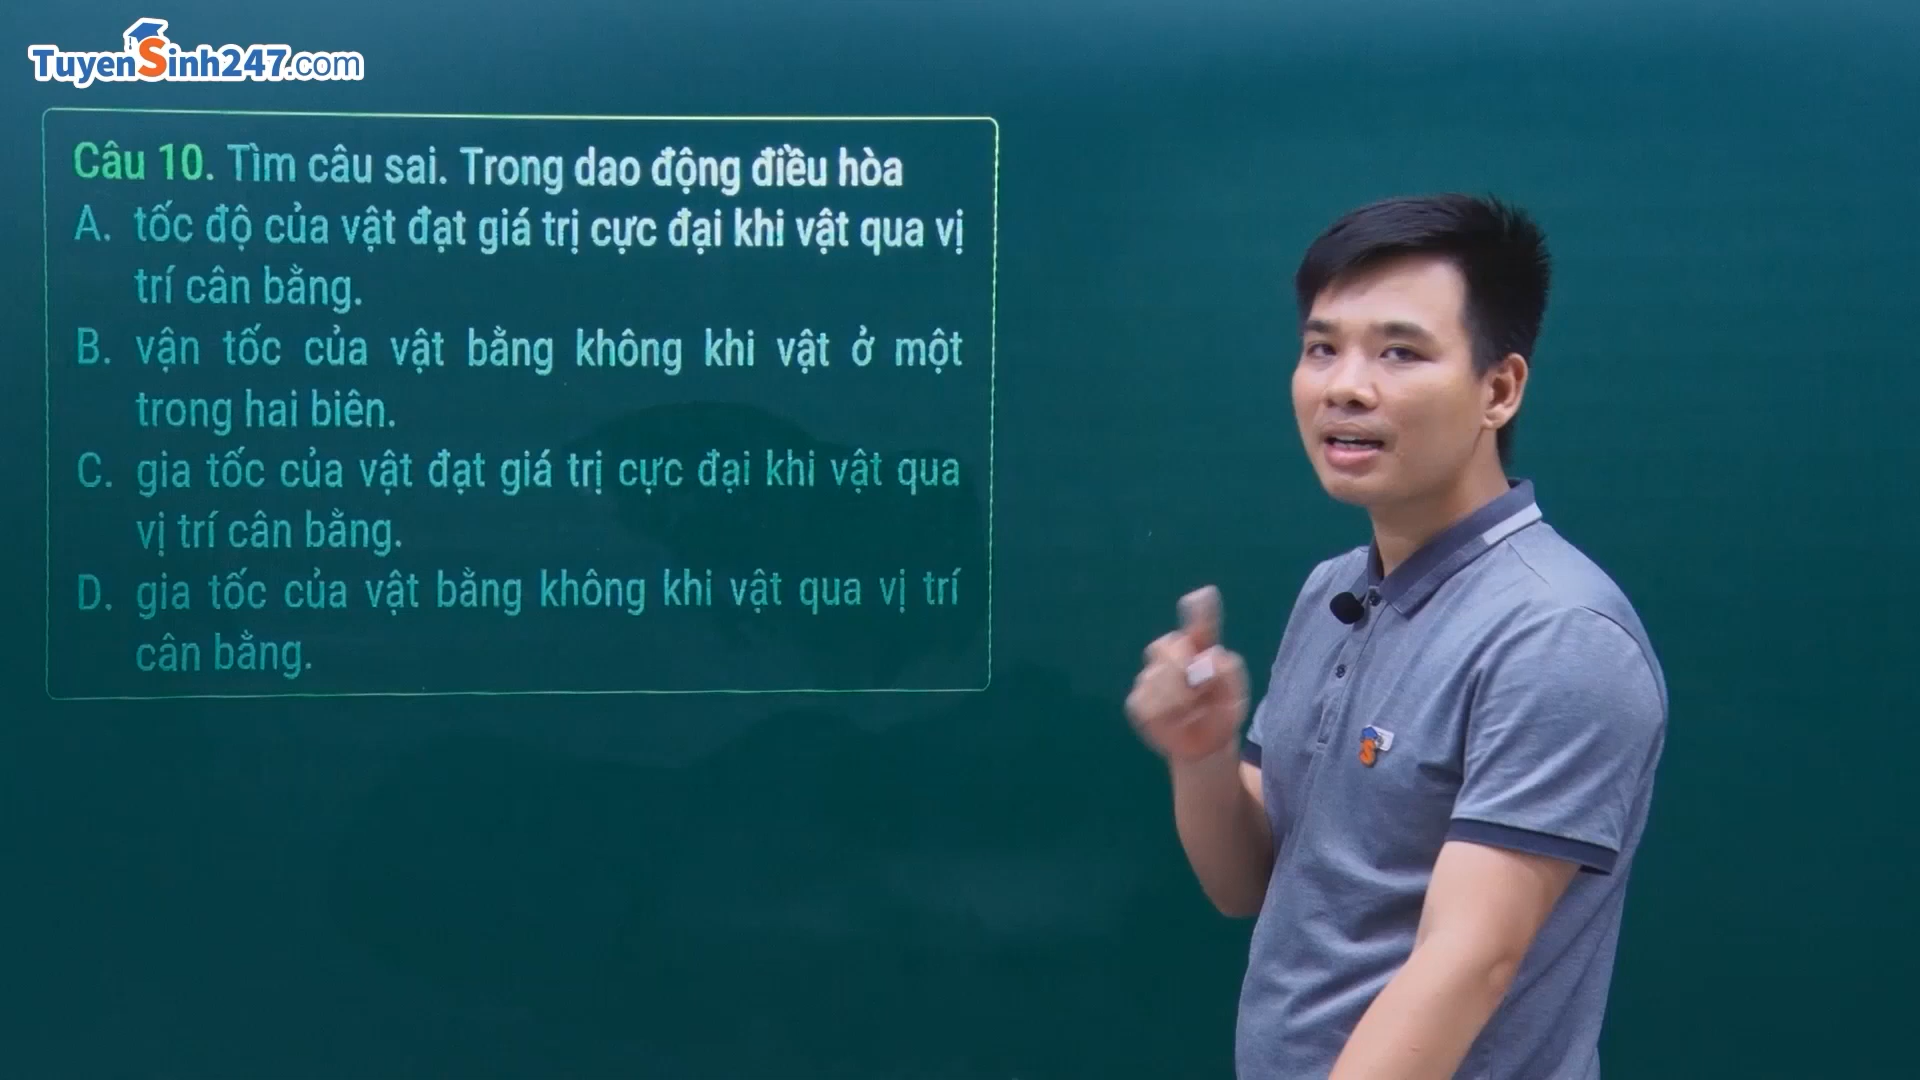 TuyenSinh247.com
Câu 10. Tìm câu sai. Trong dao động điều hòa
A. tốc độ của vật đạt giá trị cực đại khi vật qua vị
trí cân bằng.
B. vận tốc của vật bằng không khi vật ở một
trong hai biên.
C. gia tốc của vật đạt giá trị cực đại khi vật qua
vị trí cân bằng.
D. gia tốc của vật bằng không khi vật qua vị trí
cân bằng.
S